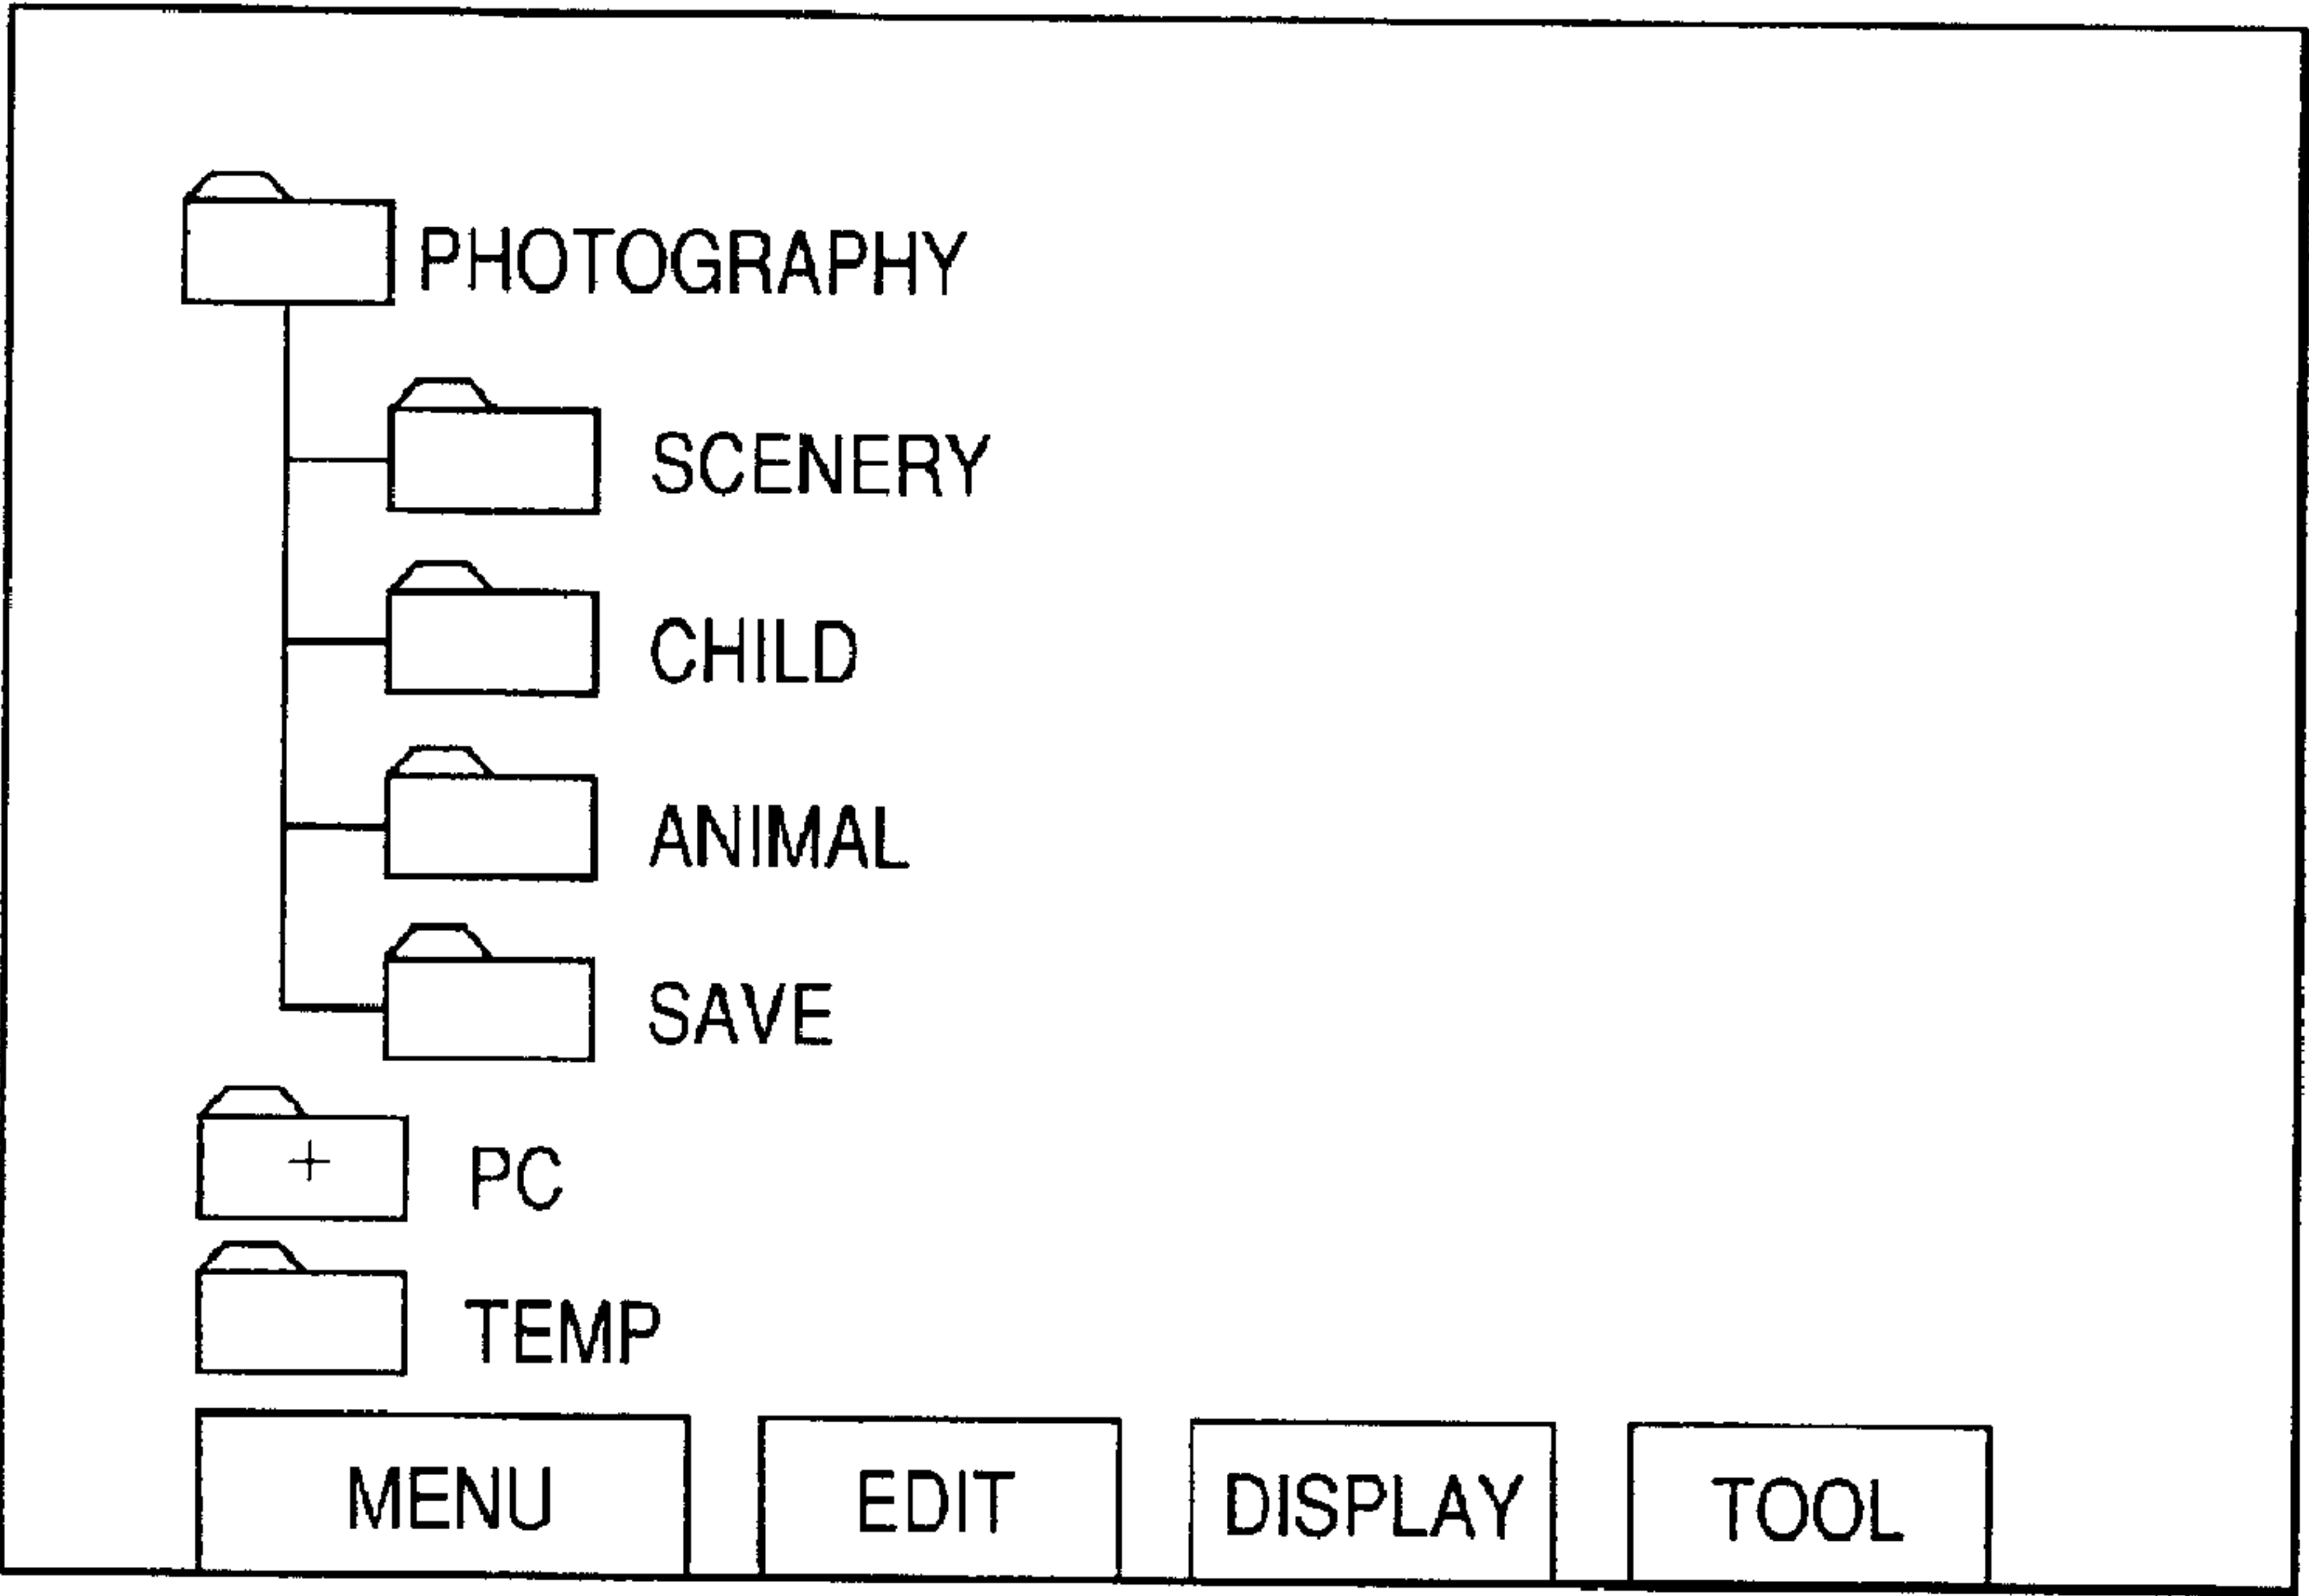 PHOTOGRAPHY
SCENERY
CHILD
ANIMAL
SAVE
+ PC
TEMP
MENU EDIT DISPLAY TOOL